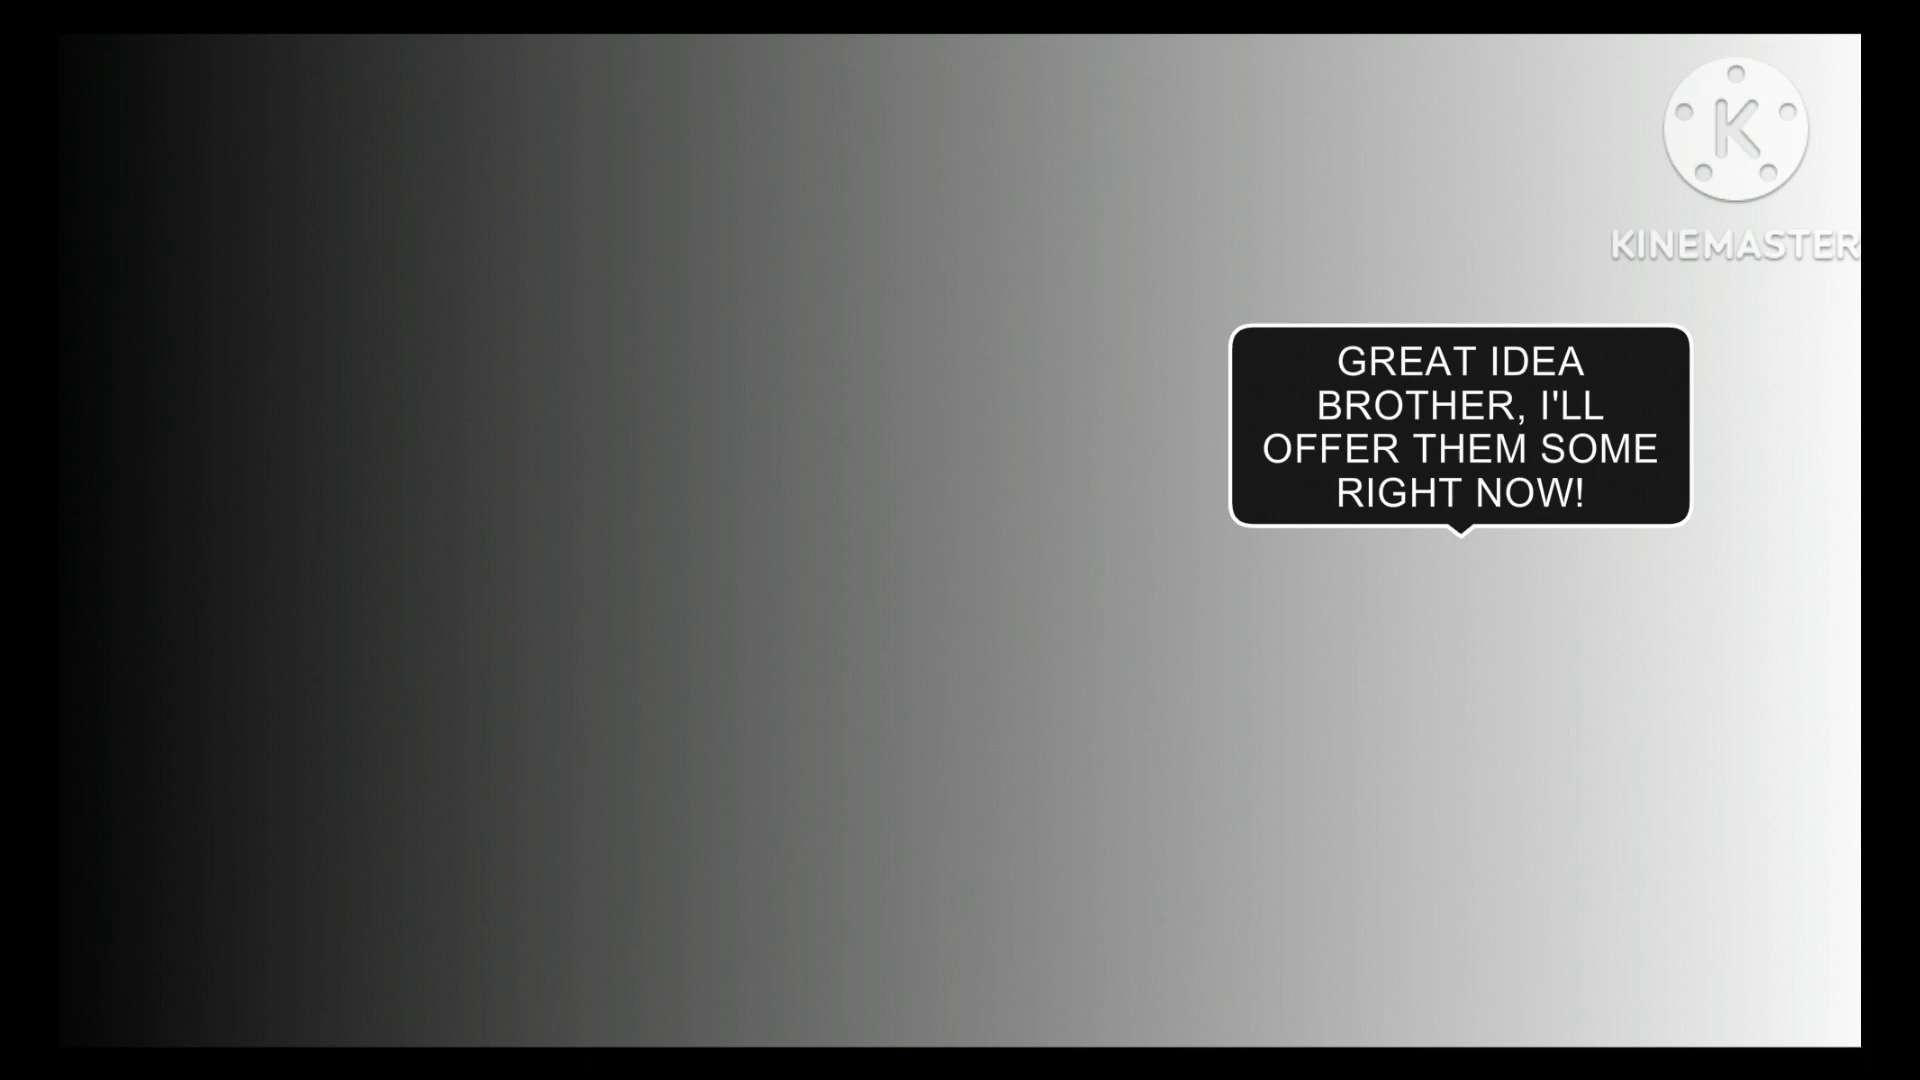 K
KINEMASTER
GREAT IDEA
BROTHER, I'LL
OFFER THEM SOME
RIGHT NOW!